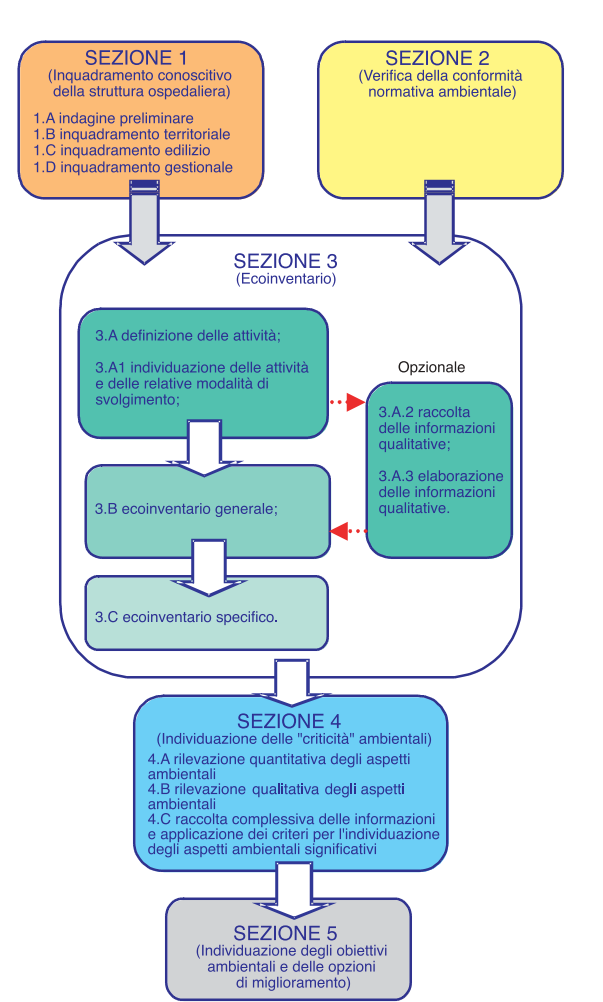 SEZIONE 1
(Inquadramento conoscitivo
della struttura ospedaliera)
1.A indagine preliminare
1.B inquadramento territoriale
1.C inquadramento edilizio
1.D inquadramento gestionale
SEZIONE 2
(Verifica della conformità
normativa ambientale)
SEZIONE 3
(Ecoinventario)
3.A definizione delle attività;
3.A1 individuazione delle attività
e delle relative modalità di
svolgimento;
Opzionale
3.A.2 raccolta
delle informazioni
qualitative;
3.A.3 elaborazione
delle informazioni
qualitative.
3.B ecoinventario generale;
3.C ecoinventario specifico.
SEZIONE 4
(Individuazione delle "criticità" ambientali)
4.A rilevazione quantitativa degli aspetti
ambientali
4.B rilevazione qualitativa degli aspetti
ambientali
4.C raccolta complessiva delle informazioni
e applicazione dei criteri per l'individuazione
degli aspetti ambientali significativi
SEZIONE 5
(Individuazione degli obiettivi
ambientali e delle opzioni
di miglioramento)